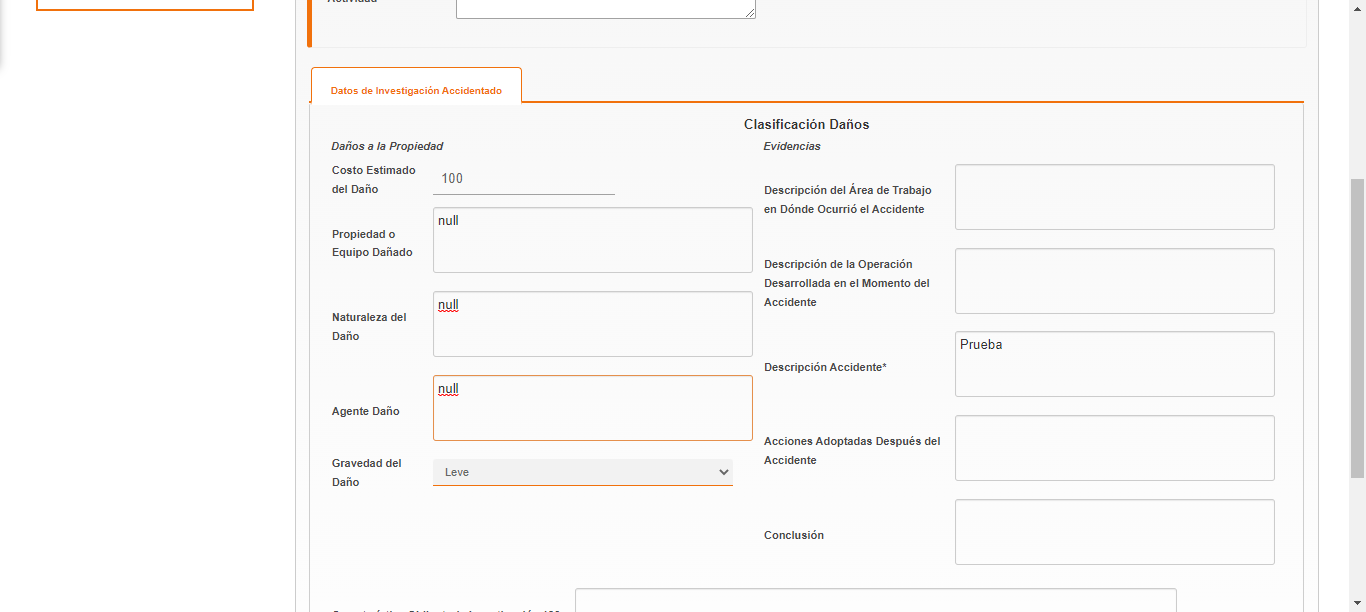 Datos de Investigación Accidentado
Clasificación Daños
Daños a la Propiedad
Costo Estimado
del Daño
100
Propiedad o
Equipo Dañado
null
Naturaleza del
Daño
null
Agente Daño
null
Gravedad del
Daño
Leve
Evidencias
Descripción del Área de Trabajo
en Dónde Ocurrió el Accidente
Descripción de la Operación
Desarrollada en el Momento del
Accidente
Descripción Accidente*
Prueba
Acciones Adoptadas Después del
Accidente
Conclusión